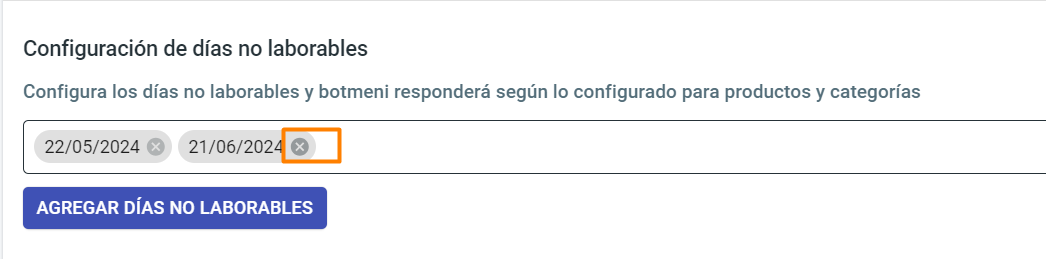 Configuración de días no laborables
Configura los días no laborables y botmeni responderá según lo configurado para productos y categorías
22/05/2024 21/06/2024
AGREGAR DÍAS NO LABORABLES